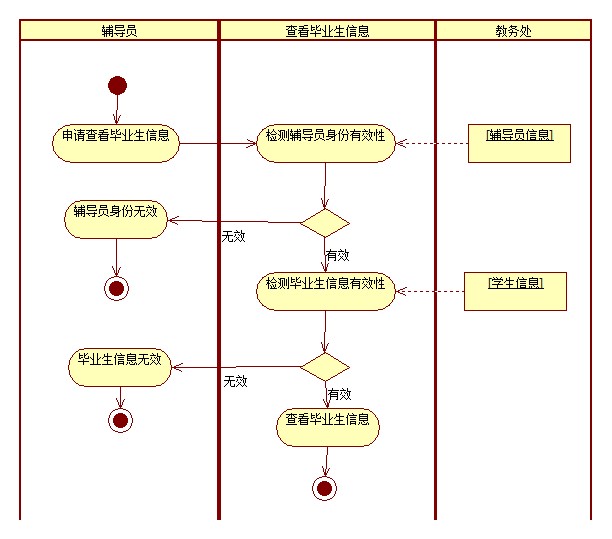 辅导员
查看毕业生信息
教务处
申请查看毕业生信息
检测辅导员身份有效性
[辅导员信息]
辅导员身份无效
无效
有效
检测毕业生信息有效性
[学生信息]
毕业生信息无效
无效
有效
查看毕业生信息